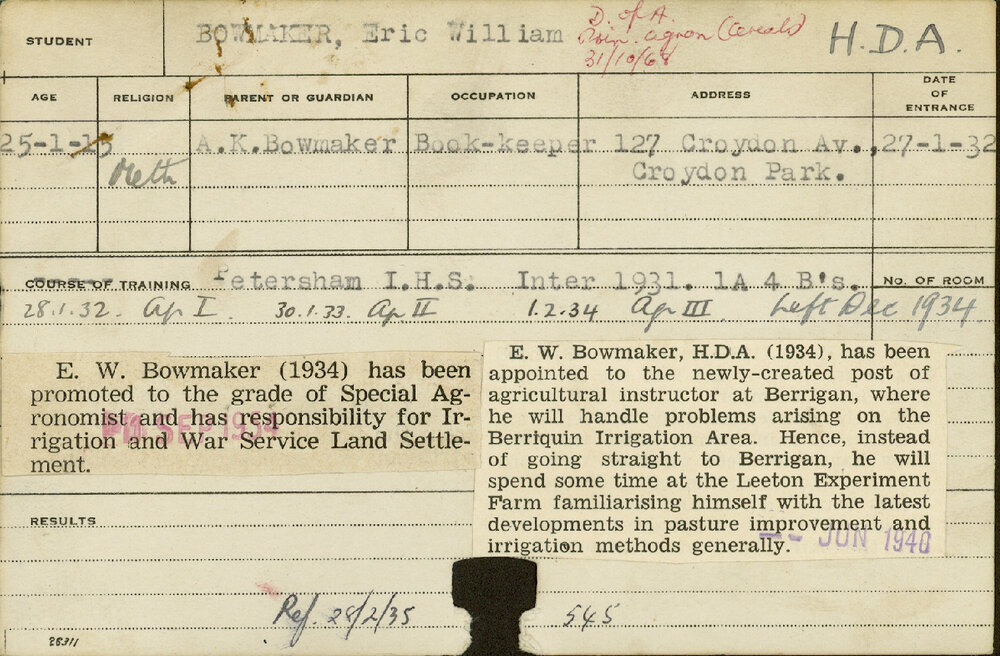 STUDENT BOWMAKER, Eric William D. of A. H.D.A.
Prin. agron (Cereals)
31/10/68
AGE RELIGION PARENT OR GUARDIAN OCCUPATION ADDRESS DATE OF ENTRANCE
25-1-15 A.K.Bowmaker Book-keeper 127 Croydon Av., 27-1-32
Meth Croydon Park.
COURSE OF TRAINING Petersham I.H.S. Inter 1931. 1A 4 B's. No. OF ROOM
28.1.32. Ag I. 30.1.33. Ag II 1.2.34 Ag III. Left Dec 1934.
E. W. Bowmaker (1934) has been
promoted to the grade of Special Ag-
ronomist and has responsibility for Ir-
rigation and War Service Land Settle-
ment.
SEP 1954
E. W. Bowmaker, H.D.A. (1934), has been
appointed to the newly-created post of
agricultural instructor at Berrigan, where
he will handle problems arising on the
Berriquin Irrigation Area. Hence, instead
of going straight to Berrigan, he will
spend some time at the Leeton Experiment
Farm familiarising himself with the latest
developments in pasture improvement and
irrigation methods generally.
-- JUN 1940
RESULTS
Ref. 28/2/35 545
28311